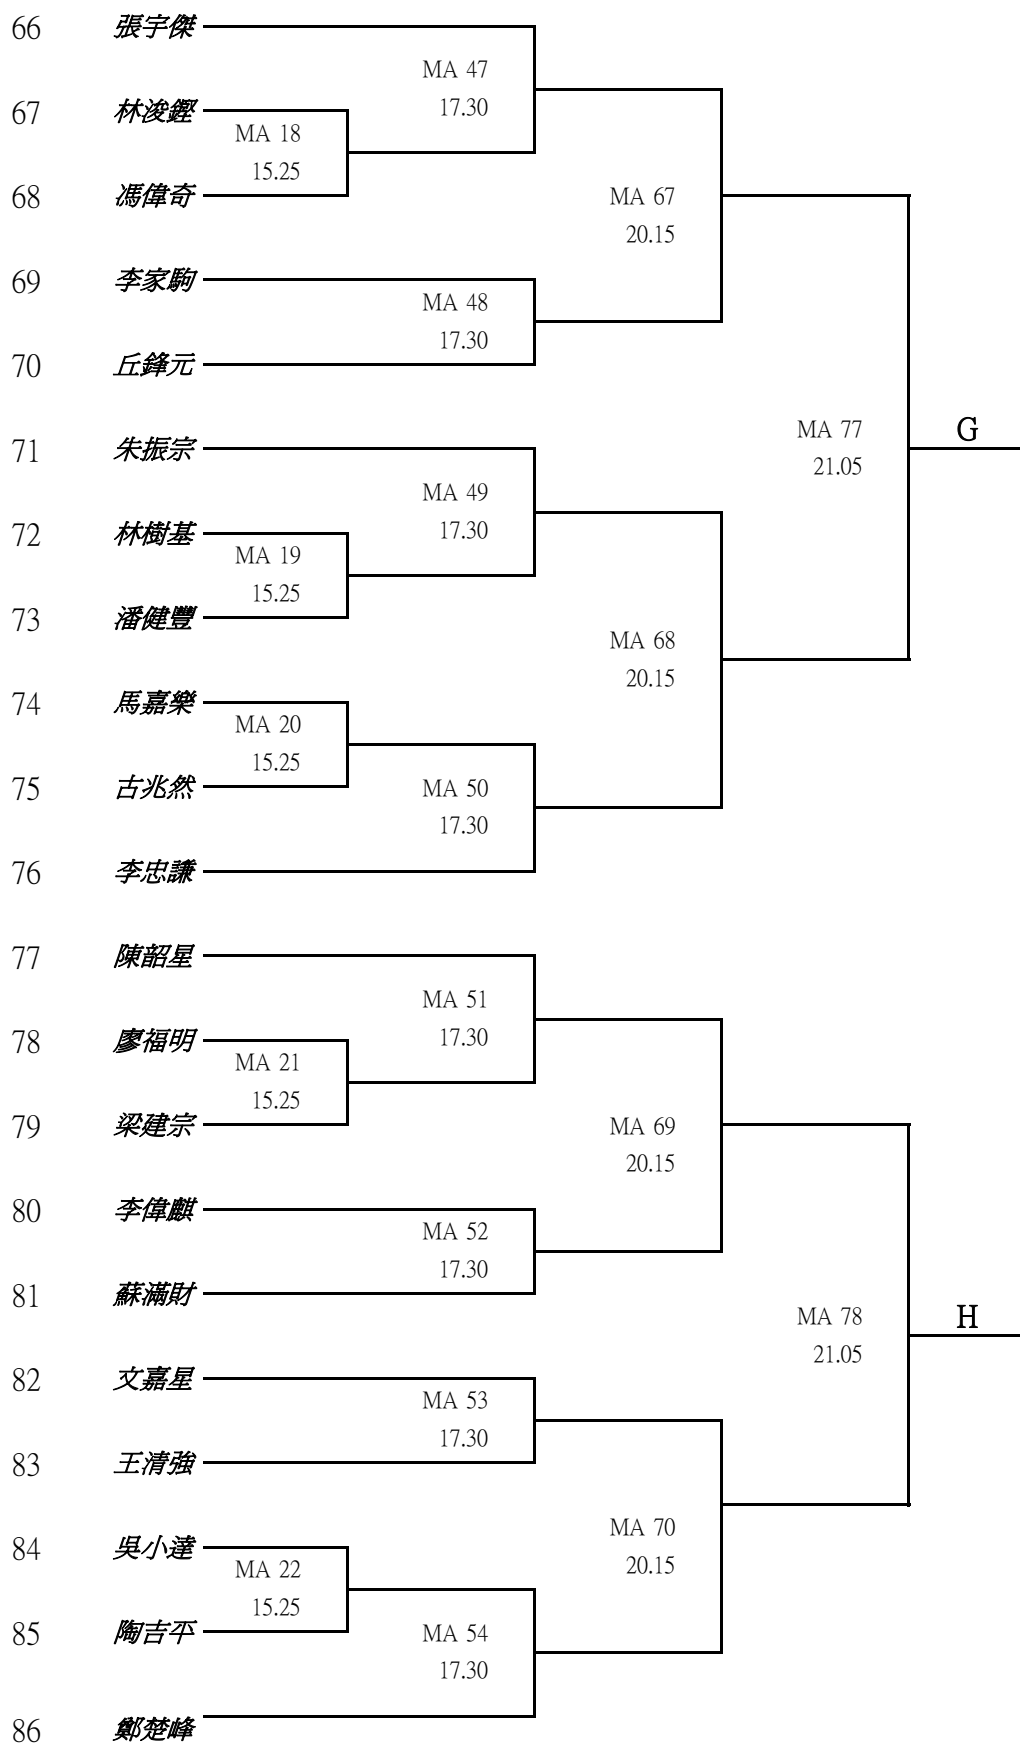 66 張宇傑
MA 47
17.30
67 林浚鏗
MA 18
15.25
68 馮偉奇
MA 67
20.15
69 李家駒
MA 48
17.30
70 丘鋒元
MA 77
21.05
G
71 朱振宗
MA 49
17.30
72 林樹基
MA 19
15.25
73 潘健豐
MA 68
20.15
74 馬嘉樂
MA 20
15.25
75 古兆然
MA 50
17.30
76 李忠謙
77 陳韶星
MA 51
17.30
78 廖福明
MA 21
15.25
79 梁建宗
MA 69
20.15
80 李偉麒
MA 52
17.30
81 蘇滿財
MA 78
21.05
H
82 文嘉星
MA 53
17.30
83 王清強
MA 70
20.15
84 吳小達
MA 22
15.25
85 陶吉平
MA 54
17.30
86 鄭楚峰